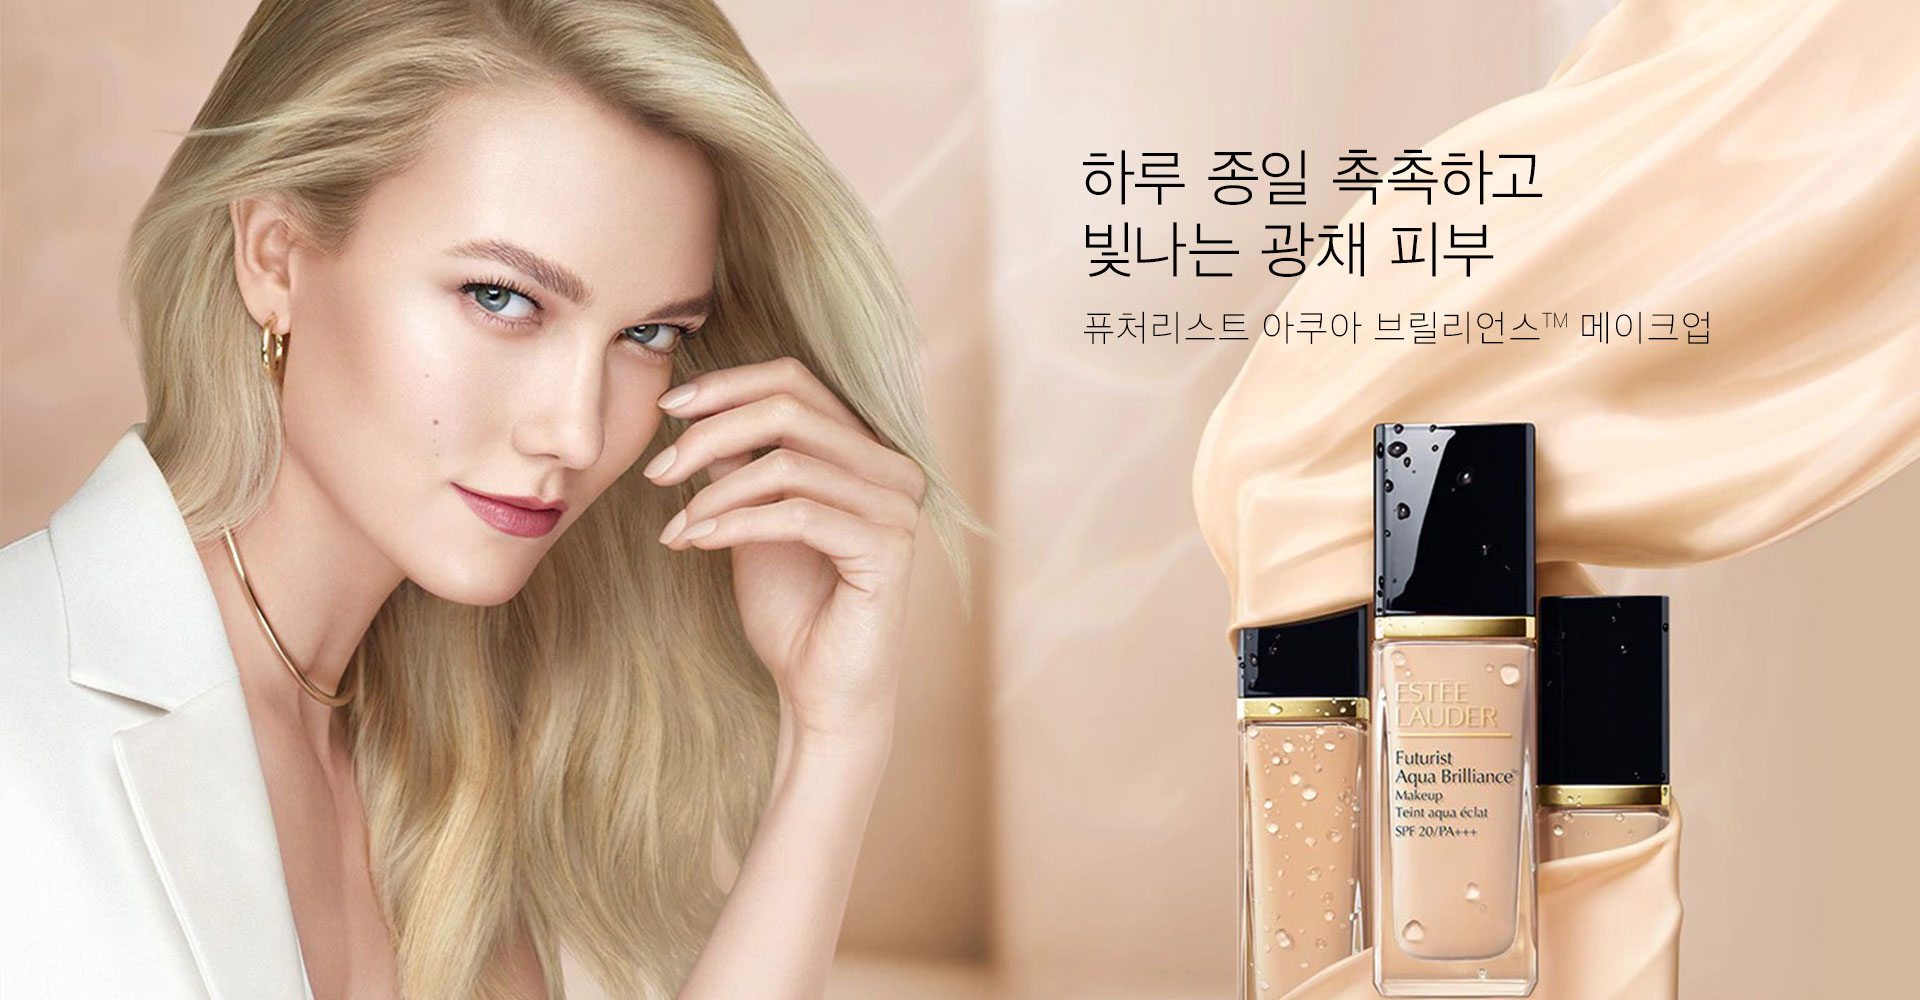 하루 종일 촉촉하고
빛나는 광채 피부
퓨처리스트 아쿠아 브릴리언스™ 메이크업
ESTĒE
LAUDER
Futurist
Aqua Brilliance™
Makeup
Teint aqua éclat
SPF 20/PA+++